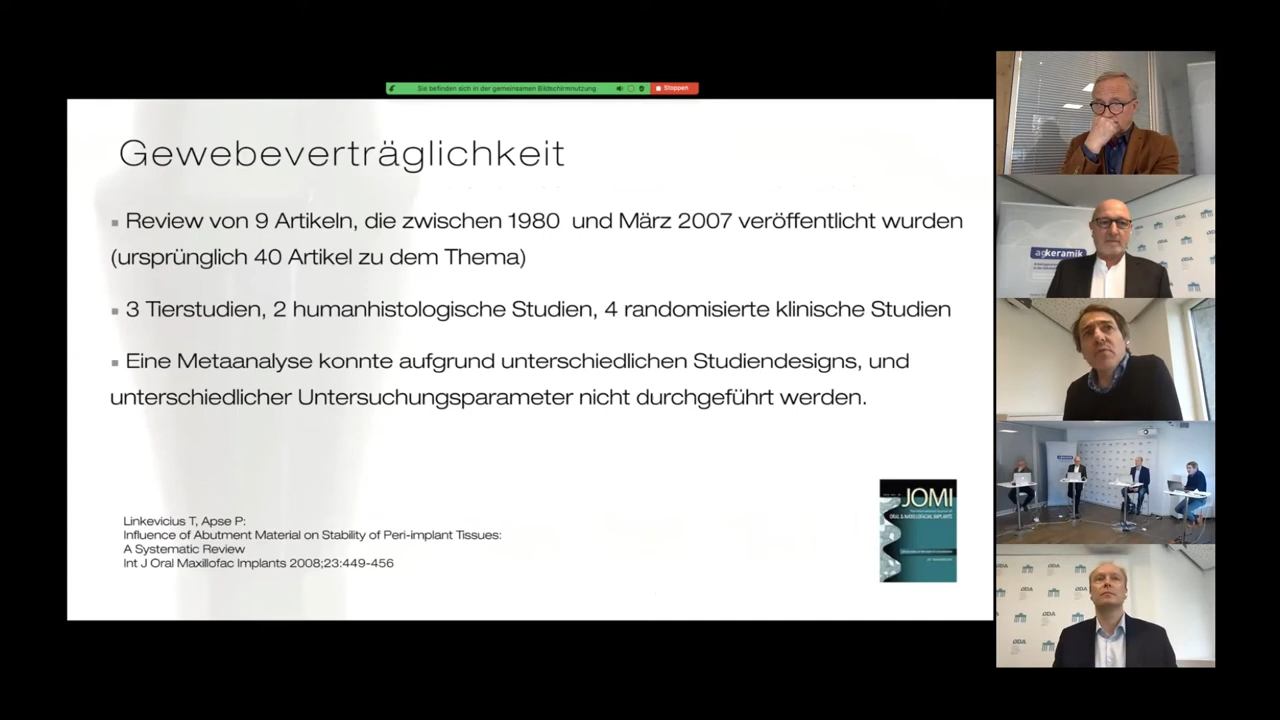 Sie befinden sich in der gemeinsamen Bildschirmnutzung
Stoppen
Gewebeverträglichkeit
Review von 9 Artikeln, die zwischen 1980 und März 2007 veröffentlicht wurden
(ursprünglich 40 Artikel zu dem Thema)
3 Tierstudien, 2 humanhistologische Studien, 4 randomisierte klinische Studien
Eine Metaanalyse konnte aufgrund unterschiedlichen Studiendesigns, und
unterschiedlicher Untersuchungsparameter nicht durchgeführt werden.
Linkevicius T, Apse P:
Influence of Abutment Material on Stability of Peri-implant Tissues:
A Systematic Review
Int J Oral Maxillofac Implants 2008;23:449-456
JOMI
ORAL & MAXILLOFACIAL IMPLANTS
agkeramik